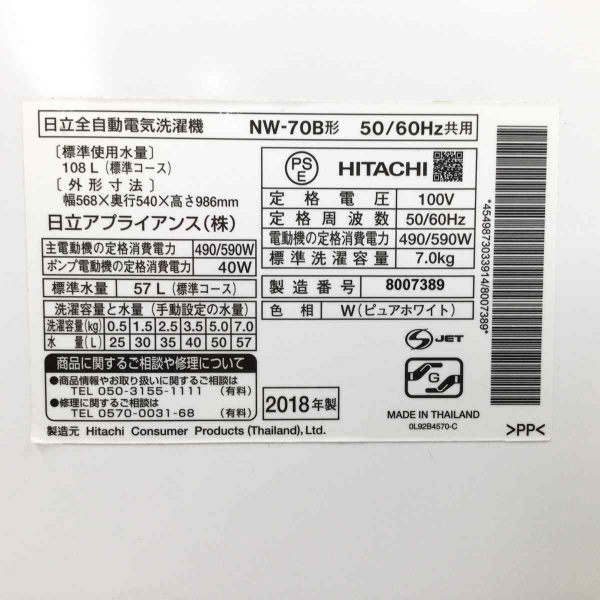 日立全自動電気洗濯機 NW-70B形 50/60Hz共用
〔標準使用水量〕
108L（標準コース）
〔外形寸法〕
幅568×奥行540×高さ986mm
日立アプライアンス（株）
主電動機の定格消費電力 490/590W
ポンプ電動機の定格消費電力 40W
標準水量 57L（標準コース）
洗濯容量と水量（手動設定の水量）
洗濯容量(kg) 0.5 1.5 2.5 3.5 5.0 7.0
水量(L) 25 30 35 40 50 57
商品に関するご相談や修理について
●商品情報やお取り扱いに関するご相談は
TEL 050-3155-1111（有料）
●修理に関するご相談は
TEL 0570-0031-68（有料）
製造元 Hitachi Consumer Products (Thailand), Ltd.
PSE HITACHI
定格電圧 100V
定格周波数 50/60Hz
電動機の定格消費電力 490/590W
標準洗濯容量 7.0kg
製造番号 8007389
色相 W（ピュアホワイト）
S JET
G
2018年製
MADE IN THAILAND
0L92B4570-C
*4549873033914/8007389*
>PP<